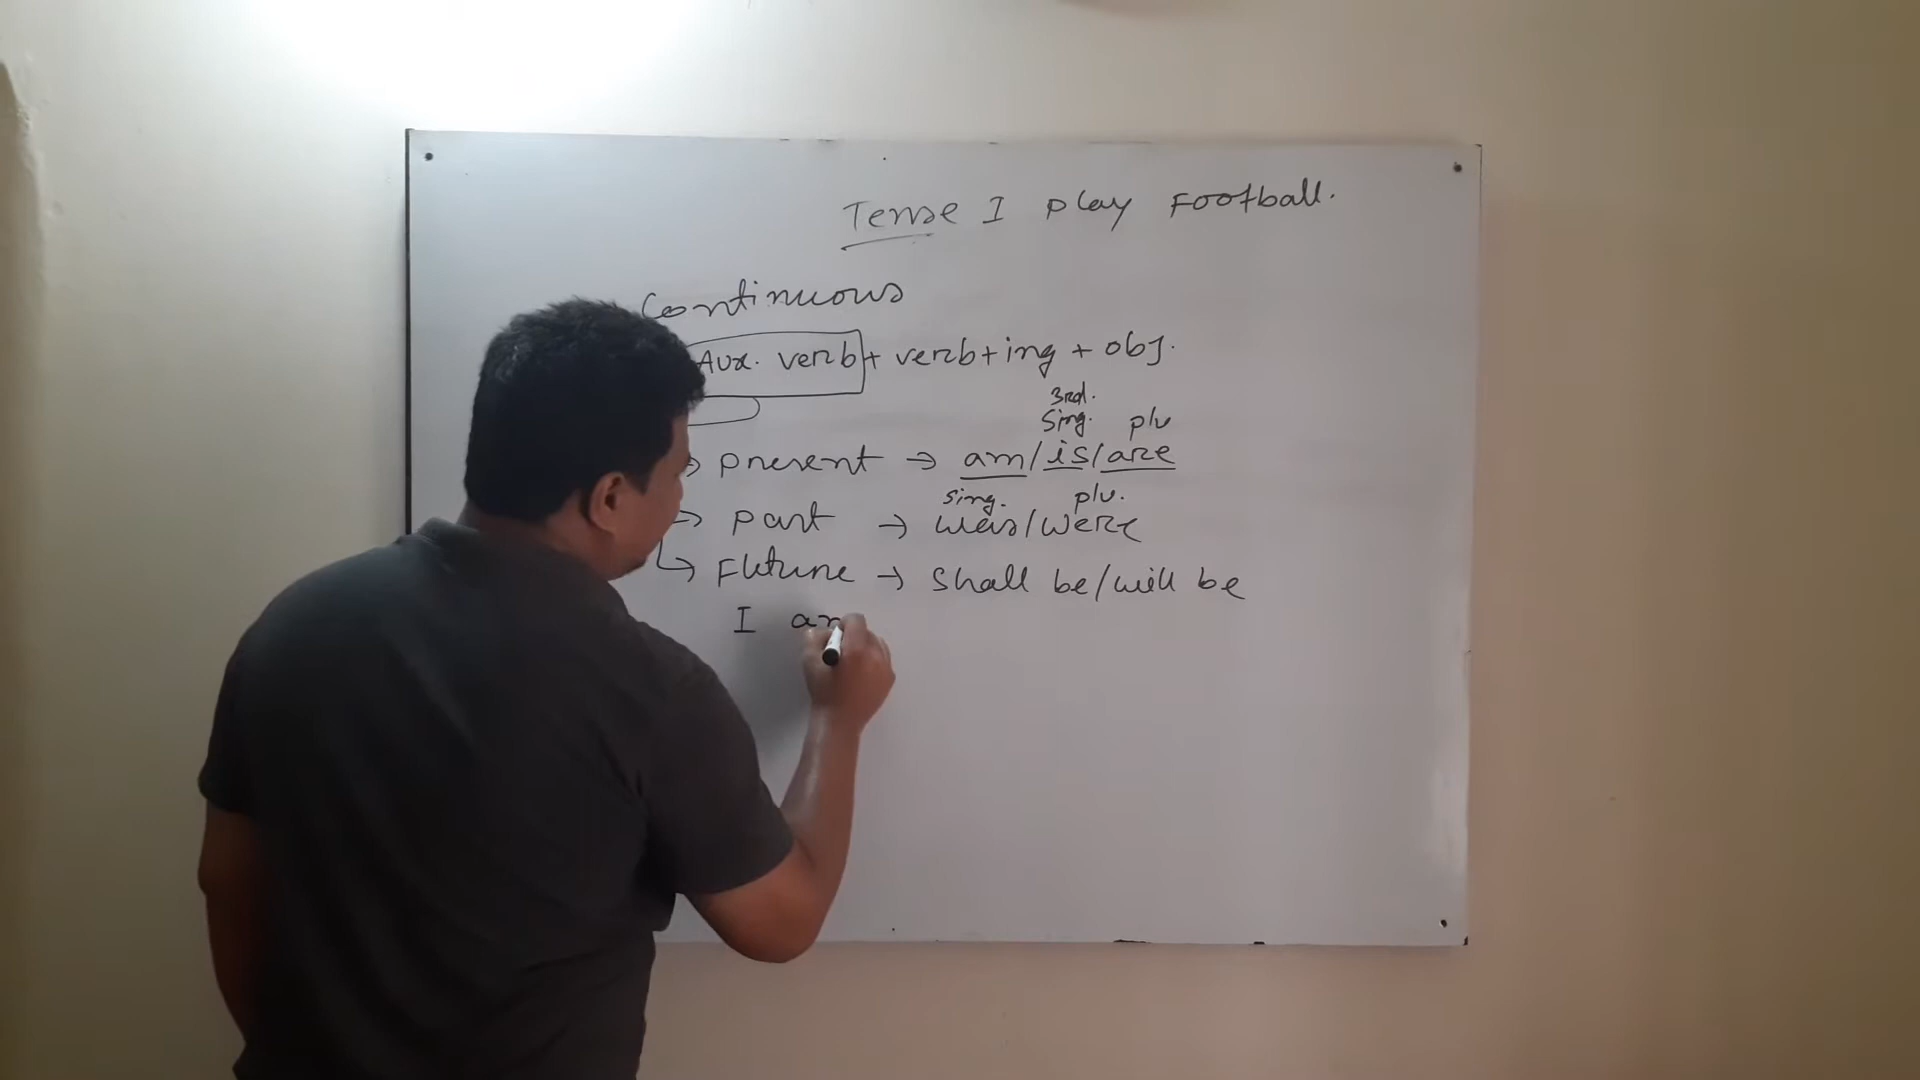 Tense I play Football.
Continuous
Aux. verb + verb+ing + obj.
3rd.
Sing. plu
→ present → am/is/are
sing. plu.
→ past → was/were
↳ Future → shall be/will be
I am